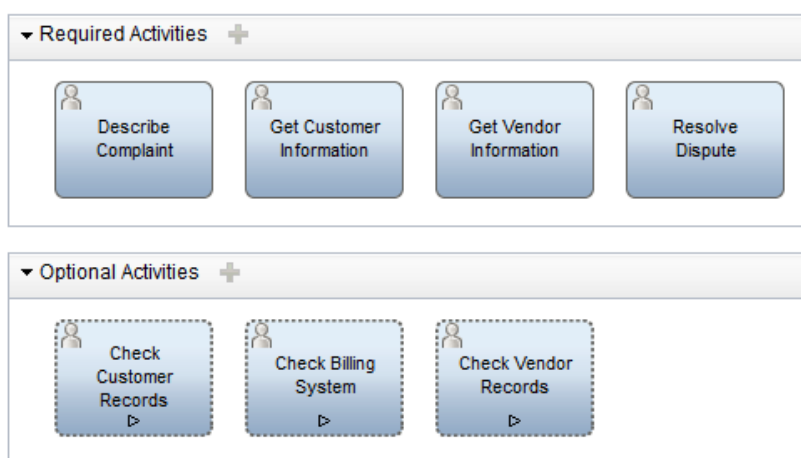 Required Activities
Describe
Complaint
Get Customer
Information
Get Vendor
Information
Resolve
Dispute
Optional Activities
Check
Customer
Records
Check Billing
System
Check Vendor
Records